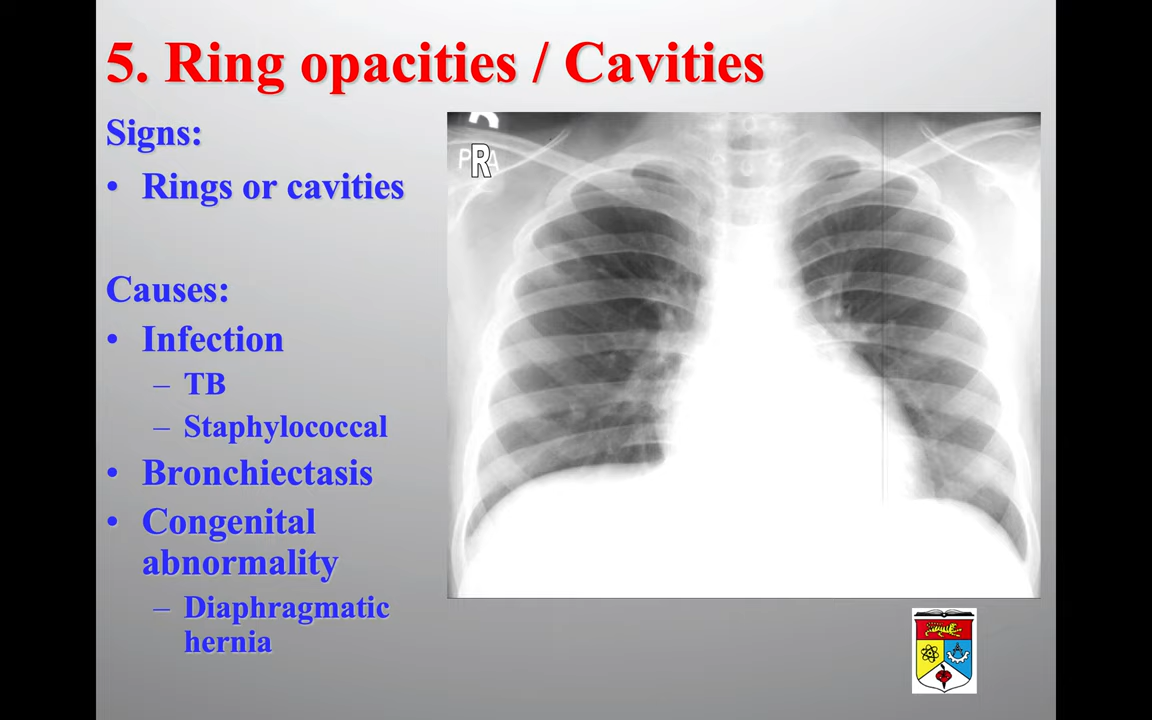 5. Ring opacities / Cavities
Signs:
• Rings or cavities
Causes:
• Infection
– TB
– Staphylococcal
• Bronchiectasis
• Congenital
abnormality
– Diaphragmatic
hernia
R